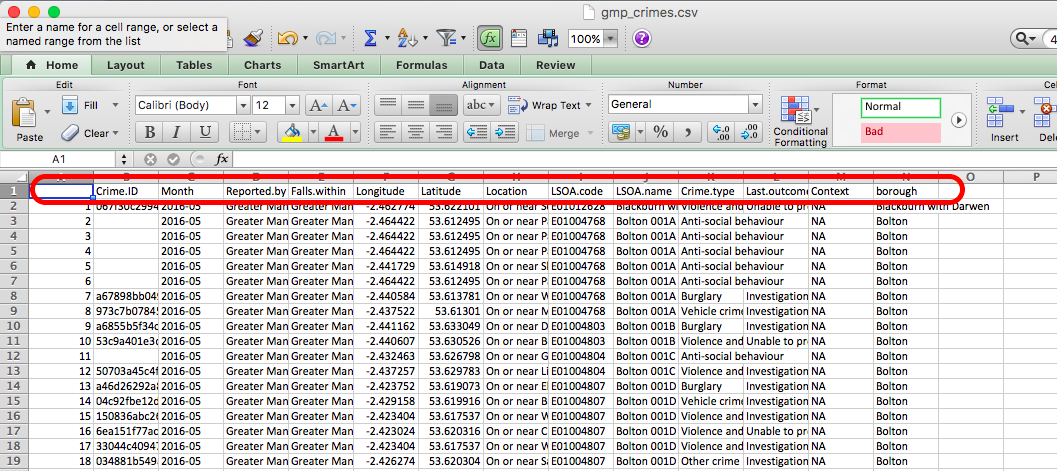 gmp_crimes.csv
Enter a name for a cell range, or select a
named range from the list
100%
Home Layout Tables Charts SmartArt Formulas Data Review
Edit Font Alignment Number Format
Fill Calibri (Body) 12 abc Wrap Text General Normal
Paste Clear B I U A Merge % Conditional Formatting Bad Insert
A1 fx
A B C D E F G H I J K L M N O P
1 Crime.ID Month Reported.by Falls.within Longitude Latitude Location LSOA.code LSOA.name Crime.type Last.outcome Context borough
2 1 2016-05 Greater Man Greater Man -2.462774 53.622101 On or near S E01012628 Blackburn wi Violence and Unable to pr NA Blackburn with Darwen
3 2 2016-05 Greater Man Greater Man -2.464422 53.612495 On or near P E01004768 Bolton 001A Anti-social behaviour NA Bolton
4 3 2016-05 Greater Man Greater Man -2.464422 53.612495 On or near P E01004768 Bolton 001A Anti-social behaviour NA Bolton
5 4 2016-05 Greater Man Greater Man -2.464422 53.612495 On or near P E01004768 Bolton 001A Anti-social behaviour NA Bolton
6 5 2016-05 Greater Man Greater Man -2.441729 53.614918 On or near S E01004768 Bolton 001A Anti-social behaviour NA Bolton
7 6 2016-05 Greater Man Greater Man -2.464422 53.612495 On or near P E01004768 Bolton 001A Anti-social behaviour NA Bolton
8 7 a67898bb04 2016-05 Greater Man Greater Man -2.440584 53.613781 On or near W E01004768 Bolton 001A Burglary Investigation NA Bolton
9 8 973c7b0784 2016-05 Greater Man Greater Man -2.437522 53.61301 On or near M E01004768 Bolton 001A Vehicle crim Investigation NA Bolton
10 9 a6855b5f34 2016-05 Greater Man Greater Man -2.441162 53.633049 On or near D E01004803 Bolton 001B Burglary Investigation NA Bolton
11 10 53c9a401e3 2016-05 Greater Man Greater Man -2.440607 53.630526 On or near B E01004803 Bolton 001B Violence and Unable to pr NA Bolton
12 11 2016-05 Greater Man Greater Man -2.432463 53.626798 On or near G E01004804 Bolton 001C Anti-social behaviour NA Bolton
13 12 50703a45c4 2016-05 Greater Man Greater Man -2.437257 53.629783 On or near Li E01004804 Bolton 001C Violence and Investigation NA Bolton
14 13 a46d26292a 2016-05 Greater Man Greater Man -2.423752 53.619073 On or near E E01004807 Bolton 001D Burglary Investigation NA Bolton
15 14 04c92fbe12 2016-05 Greater Man Greater Man -2.429158 53.619916 On or near B E01004807 Bolton 001D Vehicle crim Investigation NA Bolton
16 15 150836abc2 2016-05 Greater Man Greater Man -2.423404 53.617537 On or near W E01004807 Bolton 001D Violence and Investigation NA Bolton
17 16 6ea151f77a 2016-05 Greater Man Greater Man -2.423024 53.620316 On or near C E01004807 Bolton 001D Violence and Unable to pr NA Bolton
18 17 33044c4094 2016-05 Greater Man Greater Man -2.423404 53.617537 On or near W E01004807 Bolton 001D Violence and Investigation NA Bolton
19 18 034881b549 2016-05 Greater Man Greater Man -2.426274 53.620304 On or near S E01004807 Bolton 001D Other crime Investigation NA Bolton